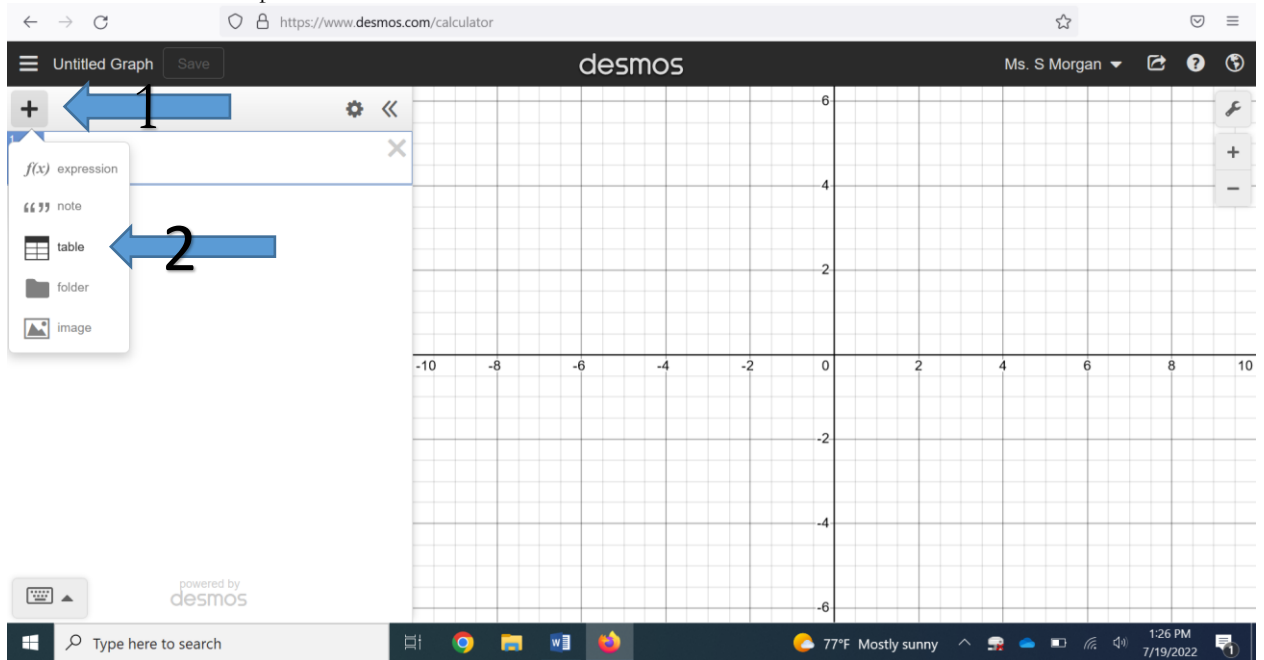 https://www.desmos.com/calculator
Untitled Graph Save desmos Ms. S Morgan
1
1
f(x) expression
note
table
2
folder
image
6
4
2
-10 -8 -6 -4 -2 0 2 4 6 8 10
-2
-4
-6
powered by
desmos
Type here to search 77°F Mostly sunny 1:26 PM
7/19/2022
1